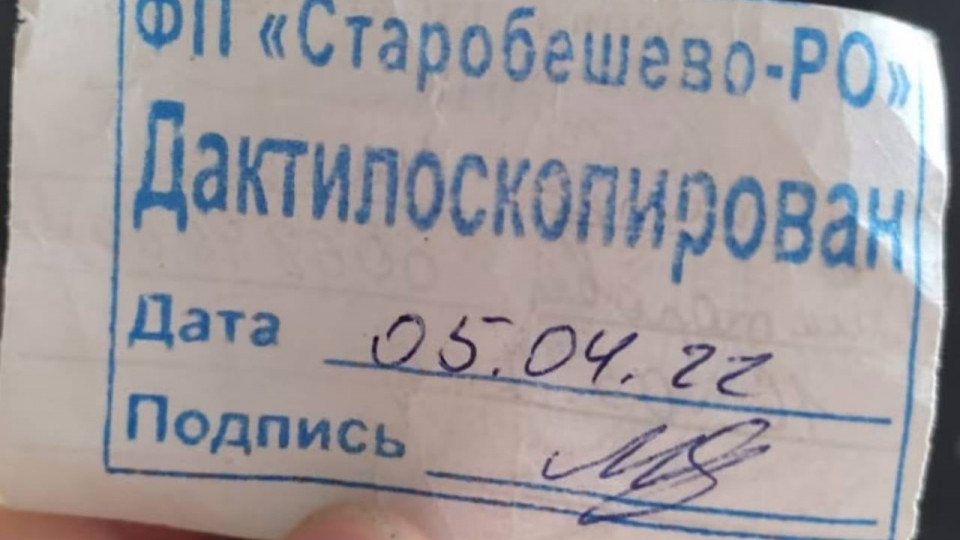 ФП «Старобешево-РО»
Дактилоскопирован
Дата 05.04.22
Подпись